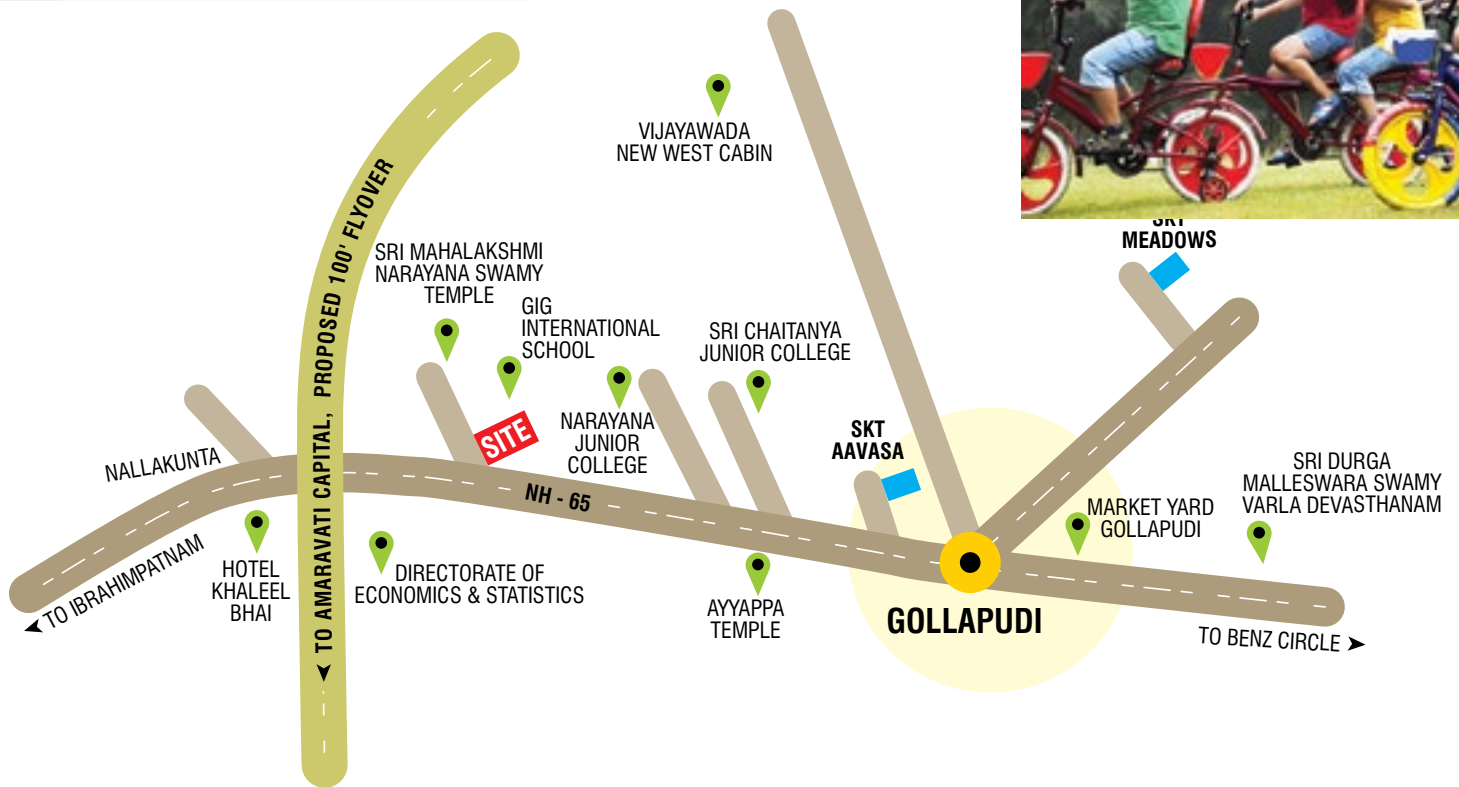 VIJAYAWADA
NEW WEST CABIN
SKT
MEADOWS
TO AMARAVATI CAPITAL, PROPOSED 100' FLYOVER
SRI MAHALAKSHMI
NARAYANA SWAMY
TEMPLE
GIG
INTERNATIONAL
SCHOOL
SRI CHAITANYA
JUNIOR COLLEGE
NARAYANA
JUNIOR
COLLEGE
SITE
SKT
AAVASA
NALLAKUNTA
NH - 65
SRI DURGA
MALLESWARA SWAMY
VARLA DEVASTHANAM
MARKET YARD
GOLLAPUDI
TO IBRAHIMPATNAM
HOTEL
KHALEEL
BHAI
DIRECTORATE OF
ECONOMICS & STATISTICS
AYYAPPA
TEMPLE
GOLLAPUDI
TO BENZ CIRCLE